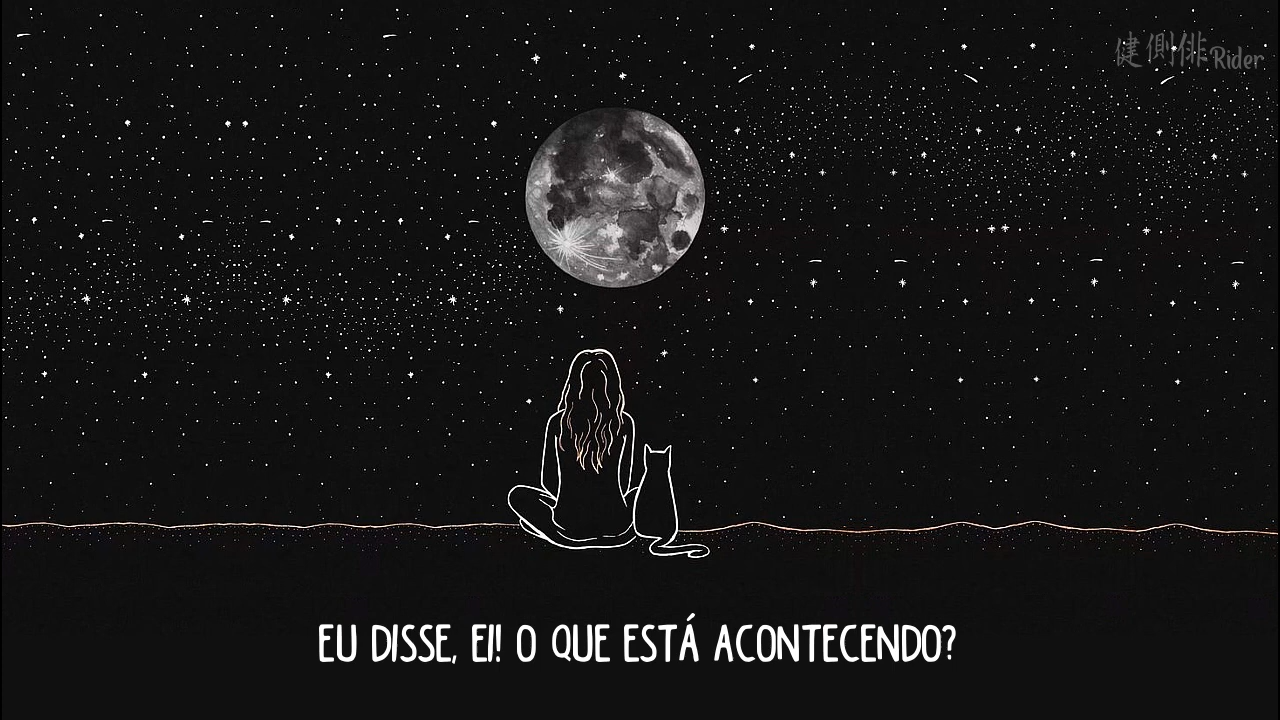 健側俳Rider
EU DISSE, EI! O QUE ESTÁ ACONTECENDO?